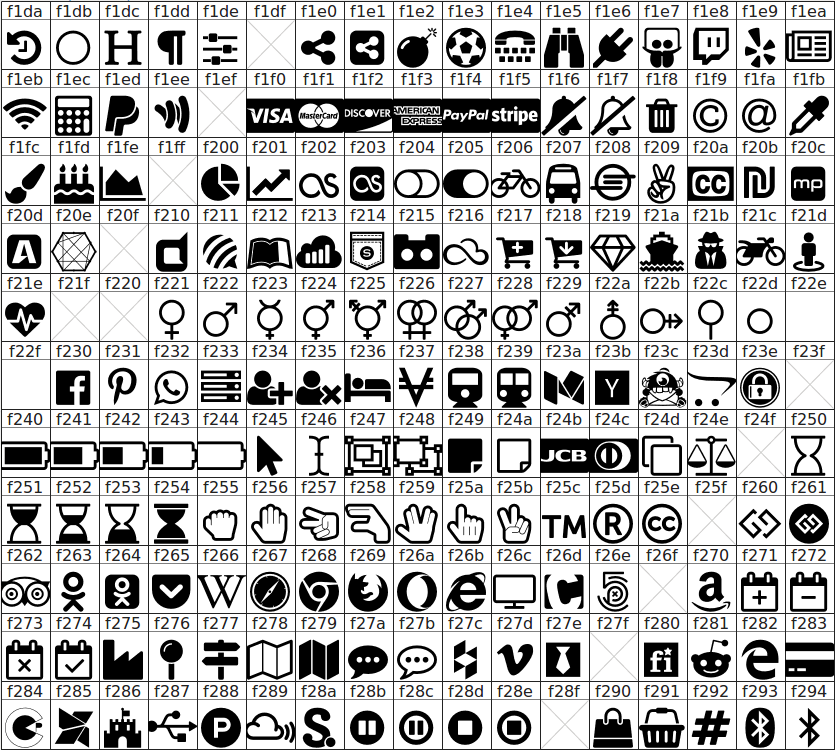 f1da f1db f1dc f1dd f1de f1df f1e0 f1e1 f1e2 f1e3 f1e4 f1e5 f1e6 f1e7 f1e8 f1e9 f1ea
H
f1eb f1ec f1ed f1ee f1ef f1f0 f1f1 f1f2 f1f3 f1f4 f1f5 f1f6 f1f7 f1f8 f1f9 f1fa f1fb
VISA MasterCard DISCOVER AMERICAN EXPRESS PayPal stripe © @
f1fc f1fd f1fe f1ff f200 f201 f202 f203 f204 f205 f206 f207 f208 f209 f20a f20b f20c
as as CC ₪ mp
f20d f20e f20f f210 f211 f212 f213 f214 f215 f216 f217 f218 f219 f21a f21b f21c f21d
A S
f21e f21f f220 f221 f222 f223 f224 f225 f226 f227 f228 f229 f22a f22b f22c f22d f22e
f22f f230 f231 f232 f233 f234 f235 f236 f237 f238 f239 f23a f23b f23c f23d f23e f23f
f Y
f240 f241 f242 f243 f244 f245 f246 f247 f248 f249 f24a f24b f24c f24d f24e f24f f250
JCB
f251 f252 f253 f254 f255 f256 f257 f258 f259 f25a f25b f25c f25d f25e f25f f260 f261
TM ® cc
f262 f263 f264 f265 f266 f267 f268 f269 f26a f26b f26c f26d f26e f26f f270 f271 f272
W e 5 a
f273 f274 f275 f276 f277 f278 f279 f27a f27b f27c f27d f27e f27f f280 f281 f282 f283
v fi e
f284 f285 f286 f287 f288 f289 f28a f28b f28c f28d f28e f28f f290 f291 f292 f293 f294
P S. #